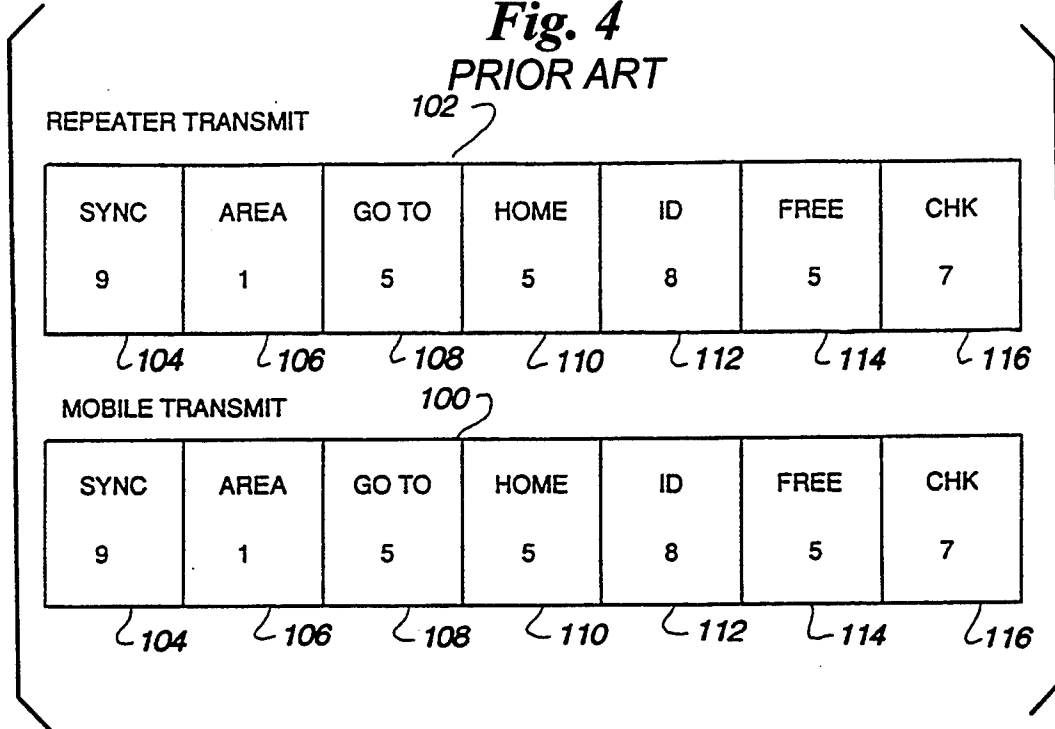 Fig. 4
PRIOR ART
102
REPEATER TRANSMIT
SYNC AREA GO TO HOME ID FREE CHK
9 1 5 5 8 5 7
104 106 108 110 112 114 116
MOBILE TRANSMIT 100
SYNC AREA GO TO HOME ID FREE CHK
9 1 5 5 8 5 7
104 106 108 110 112 114 116